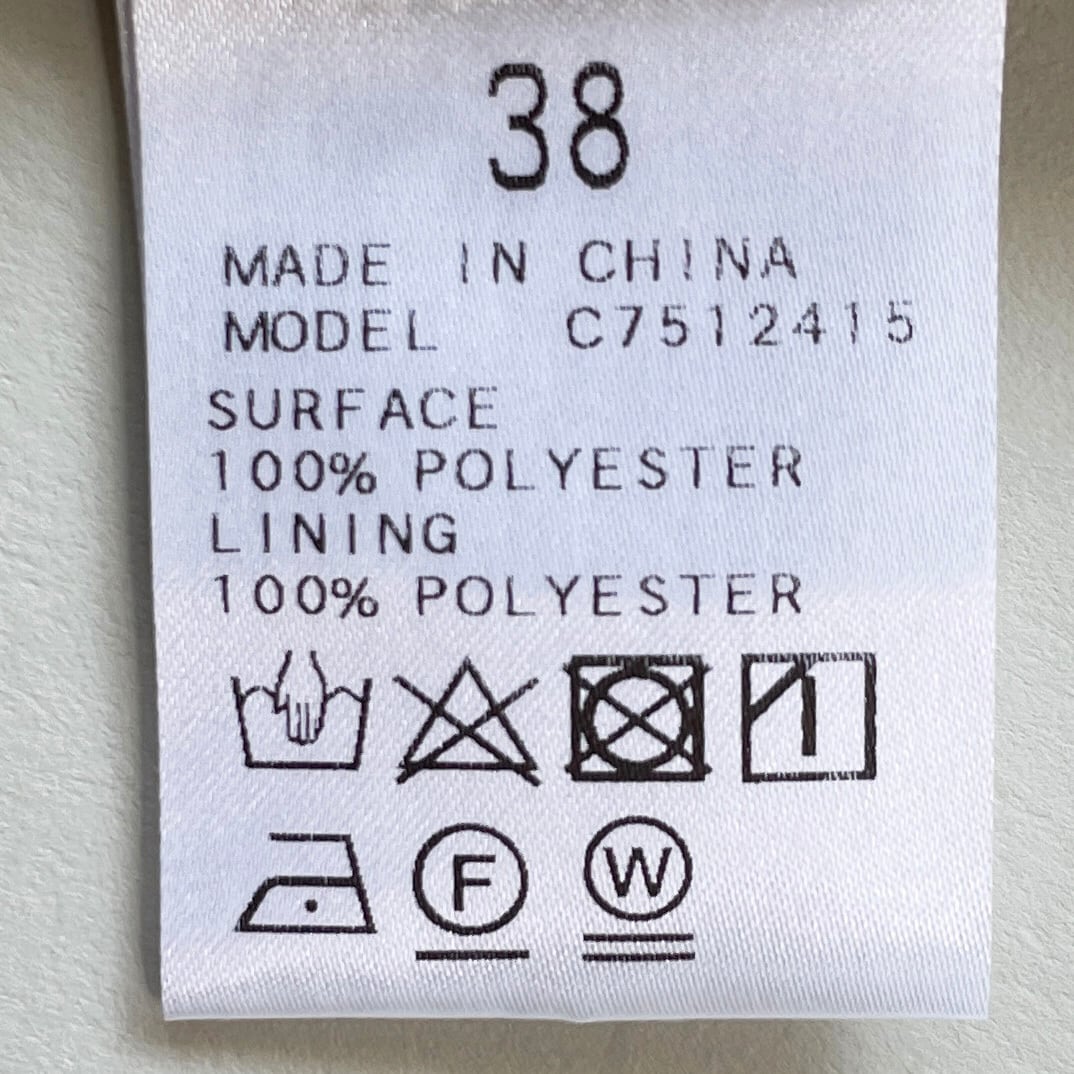 38
MADE IN CHINA
MODEL C7512415
SURFACE
100% POLYESTER
LINING
100% POLYESTER
F W